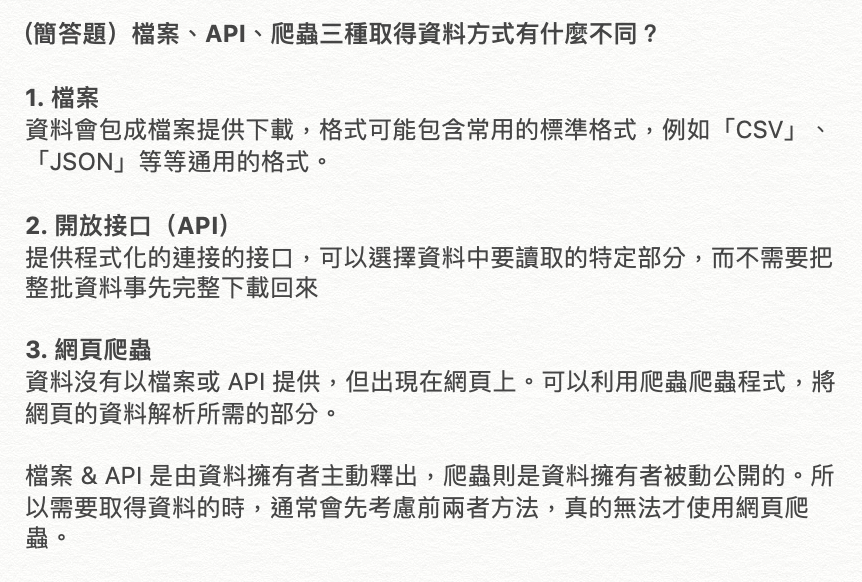 (簡答題）檔案、API、爬蟲三種取得資料方式有什麼不同？
1. 檔案
資料會包成檔案提供下載，格式可能包含常用的標準格式，例如「CSV」、
「JSON」等等通用的格式。
2. 開放接口（API）
提供程式化的連接的接口，可以選擇資料中要讀取的特定部分，而不需要把
整批資料事先完整下載回來
3. 網頁爬蟲
資料沒有以檔案或 API 提供，但出現在網頁上。可以利用爬蟲爬蟲程式，將
網頁的資料解析所需的部分。
檔案 & API 是由資料擁有者主動釋出，爬蟲則是資料擁有者被動公開的。所
以需要取得資料的時，通常會先考慮前兩者方法，真的無法才使用網頁爬
蟲。